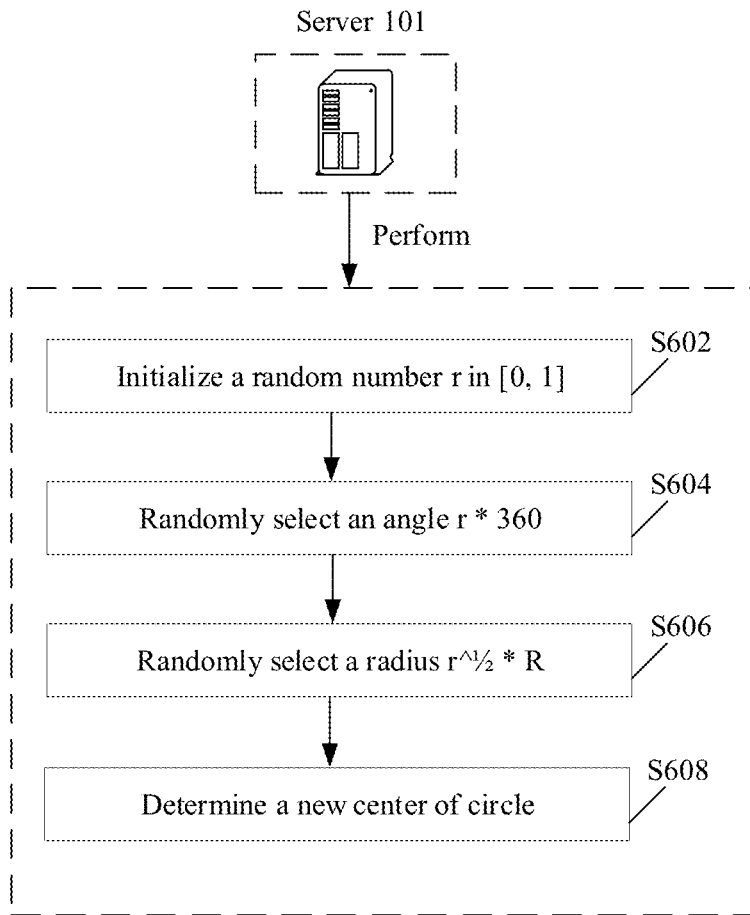 Server 101
Perform
S602
Initialize a random number r in [0, 1]
S604
Randomly select an angle r * 360
S606
Randomly select a radius r^½ * R
S608
Determine a new center of circle